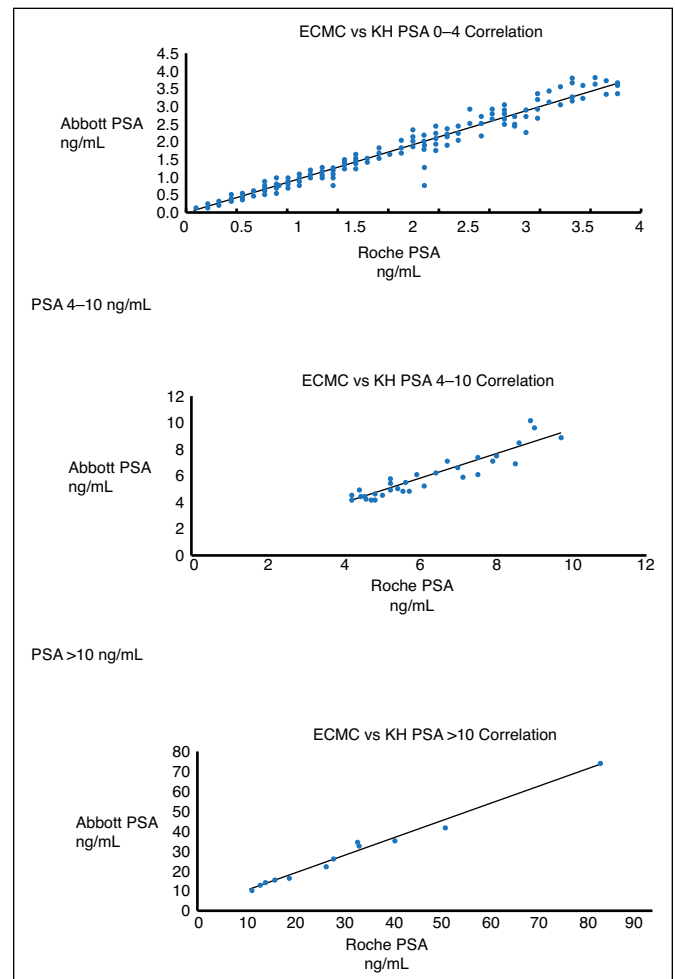 ECMC vs KH PSA 0–4 Correlation
4.5
4.0
3.5
3.0
2.5
2.0
1.5
1.0
0.5
0.0
Abbott PSA
ng/mL
0 0.5 1 1.5 2 2.5 3 3.5 4
Roche PSA
ng/mL
PSA 4–10 ng/mL
ECMC vs KH PSA 4–10 Correlation
12
10
8
6
4
2
0
Abbott PSA
ng/mL
0 2 4 6 8 10 12
Roche PSA
ng/mL
PSA >10 ng/mL
ECMC vs KH PSA >10 Correlation
80
70
60
50
40
30
20
10
0
Abbott PSA
ng/mL
0 10 20 30 40 50 60 70 80 90
Roche PSA
ng/mL